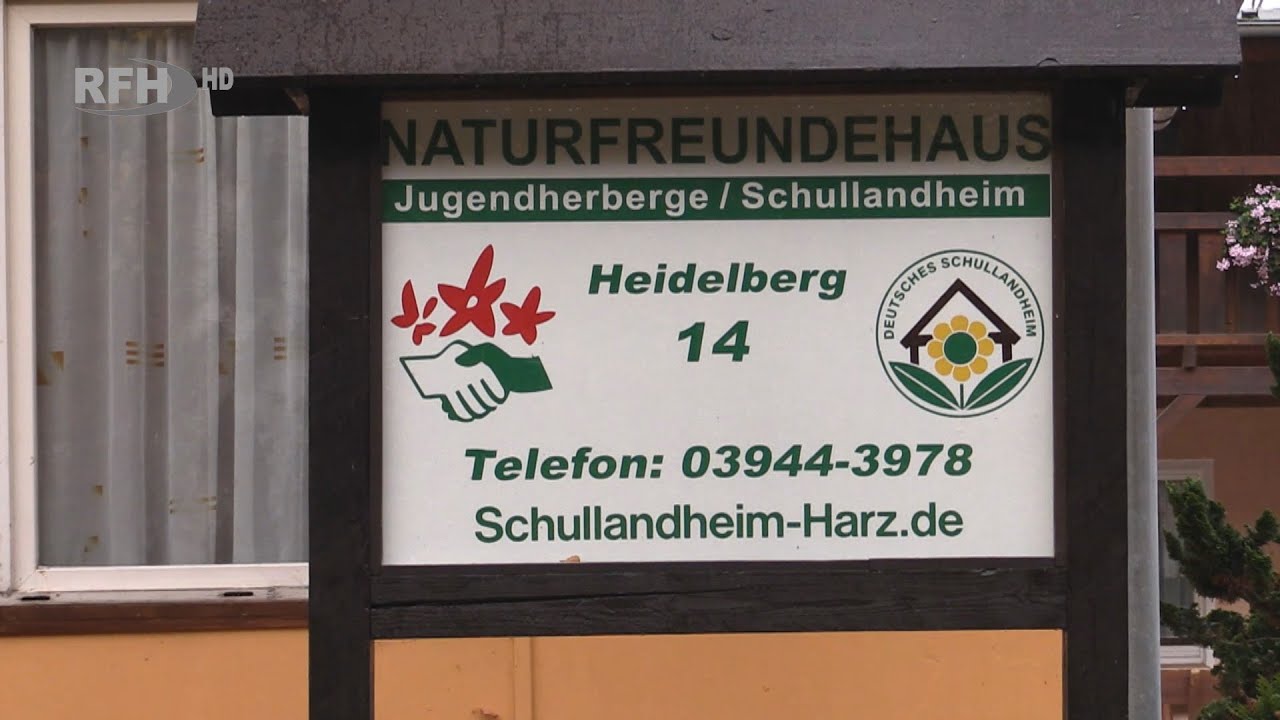 RFH HD
NATURFREUNDEHAUS
Jugendherberge / Schullandheim
Heidelberg
14
DEUTSCHES SCHULLANDHEIM
Telefon: 03944-3978
Schullandheim-Harz.de